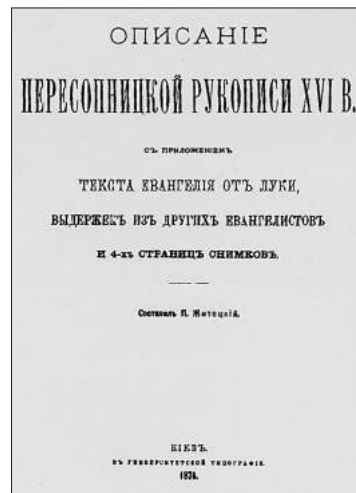 ОПИСАНІЕ
ПЕРЕСОПНИЦКОЙ РУКОПИСИ XVI В.
СЪ ПРИЛОЖЕНІЕМЪ
ТЕКСТА ЕВАНГЕЛІЯ ОТЪ ЛУКИ,
ВЫДЕРЖЕКЪ ИЗЪ ДРУГИХЪ ЕВАНГЕЛИСТОВЪ
И 4-хъ СТРАНИЦЪ СНИМКОВЪ.
Составилъ П. Житецкій.
КІЕВЪ.
ВЪ УНИВЕРСИТЕТСКОЙ ТИПОГРАФІИ.
1876.